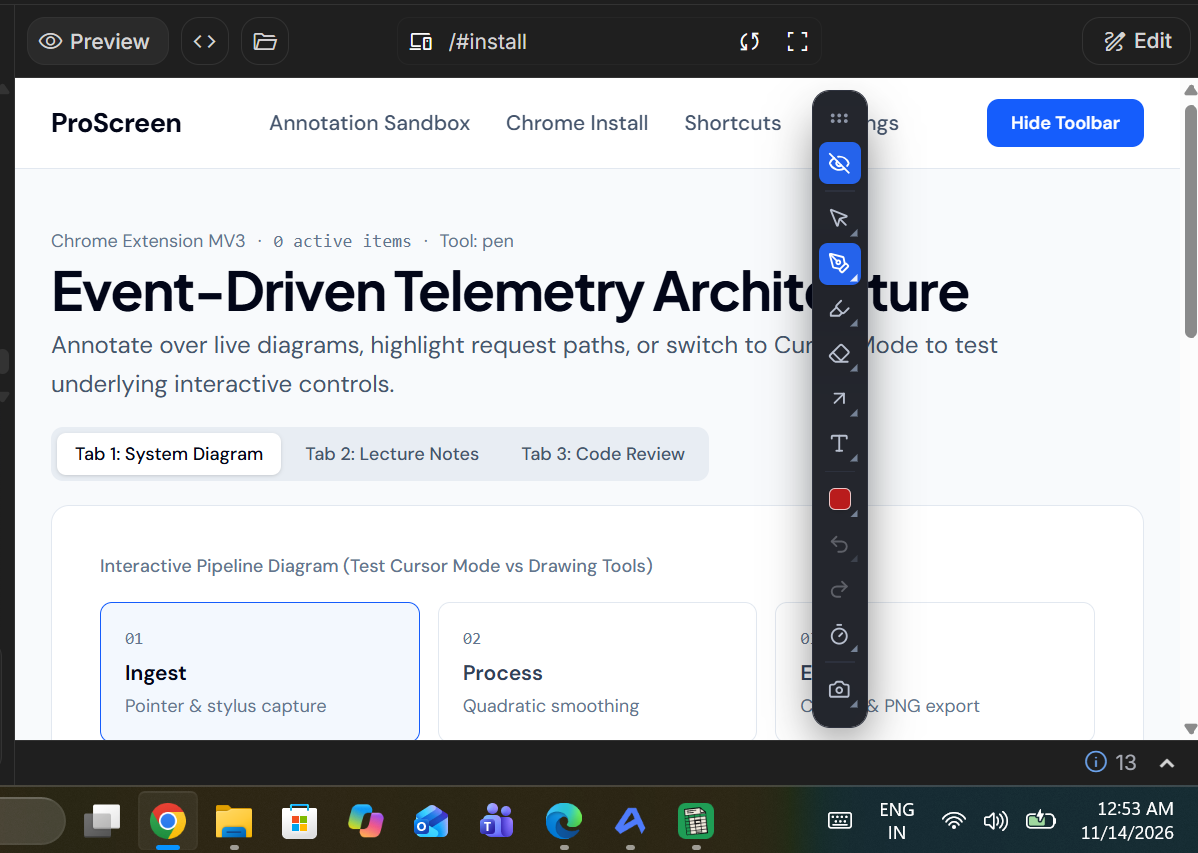 Preview
/#install
Edit
ProScreen
Annotation Sandbox
Chrome Install
Shortcuts
ngs
Hide Toolbar
Chrome Extension MV3 · 0 active items · Tool: pen
Event-Driven Telemetry Archite ture
Annotate over live diagrams, highlight request paths, or switch to Cur Mode to test
underlying interactive controls.
Tab 1: System Diagram
Tab 2: Lecture Notes
Tab 3: Code Review
Interactive Pipeline Diagram (Test Cursor Mode vs Drawing Tools)
01
Ingest
Pointer & stylus capture
02
Process
Quadratic smoothing
0
E
C & PNG export
T
13
ENG
IN
12:53 AM
11/14/2026